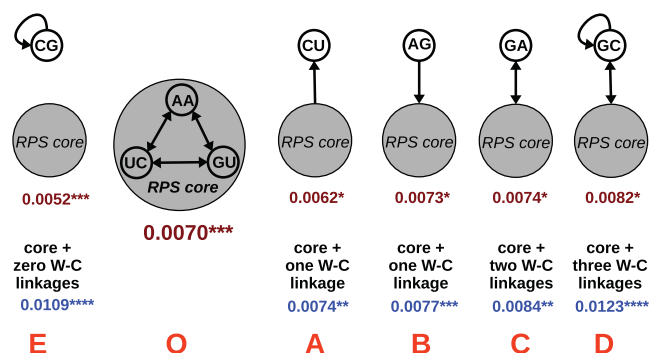 CG
CU
AG
GA
GC
AA
UC
GU
RPS core
RPS core
RPS core
RPS core
RPS core
RPS core
0.0052***
0.0070***
0.0062*
0.0073*
0.0074*
0.0082*
core +
zero W-C
linkages
0.0109****
core +
one W-C
linkage
0.0074**
core +
one W-C
linkage
0.0077***
core +
two W-C
linkages
0.0084**
core +
three W-C
linkages
0.0123****
E
O
A
B
C
D